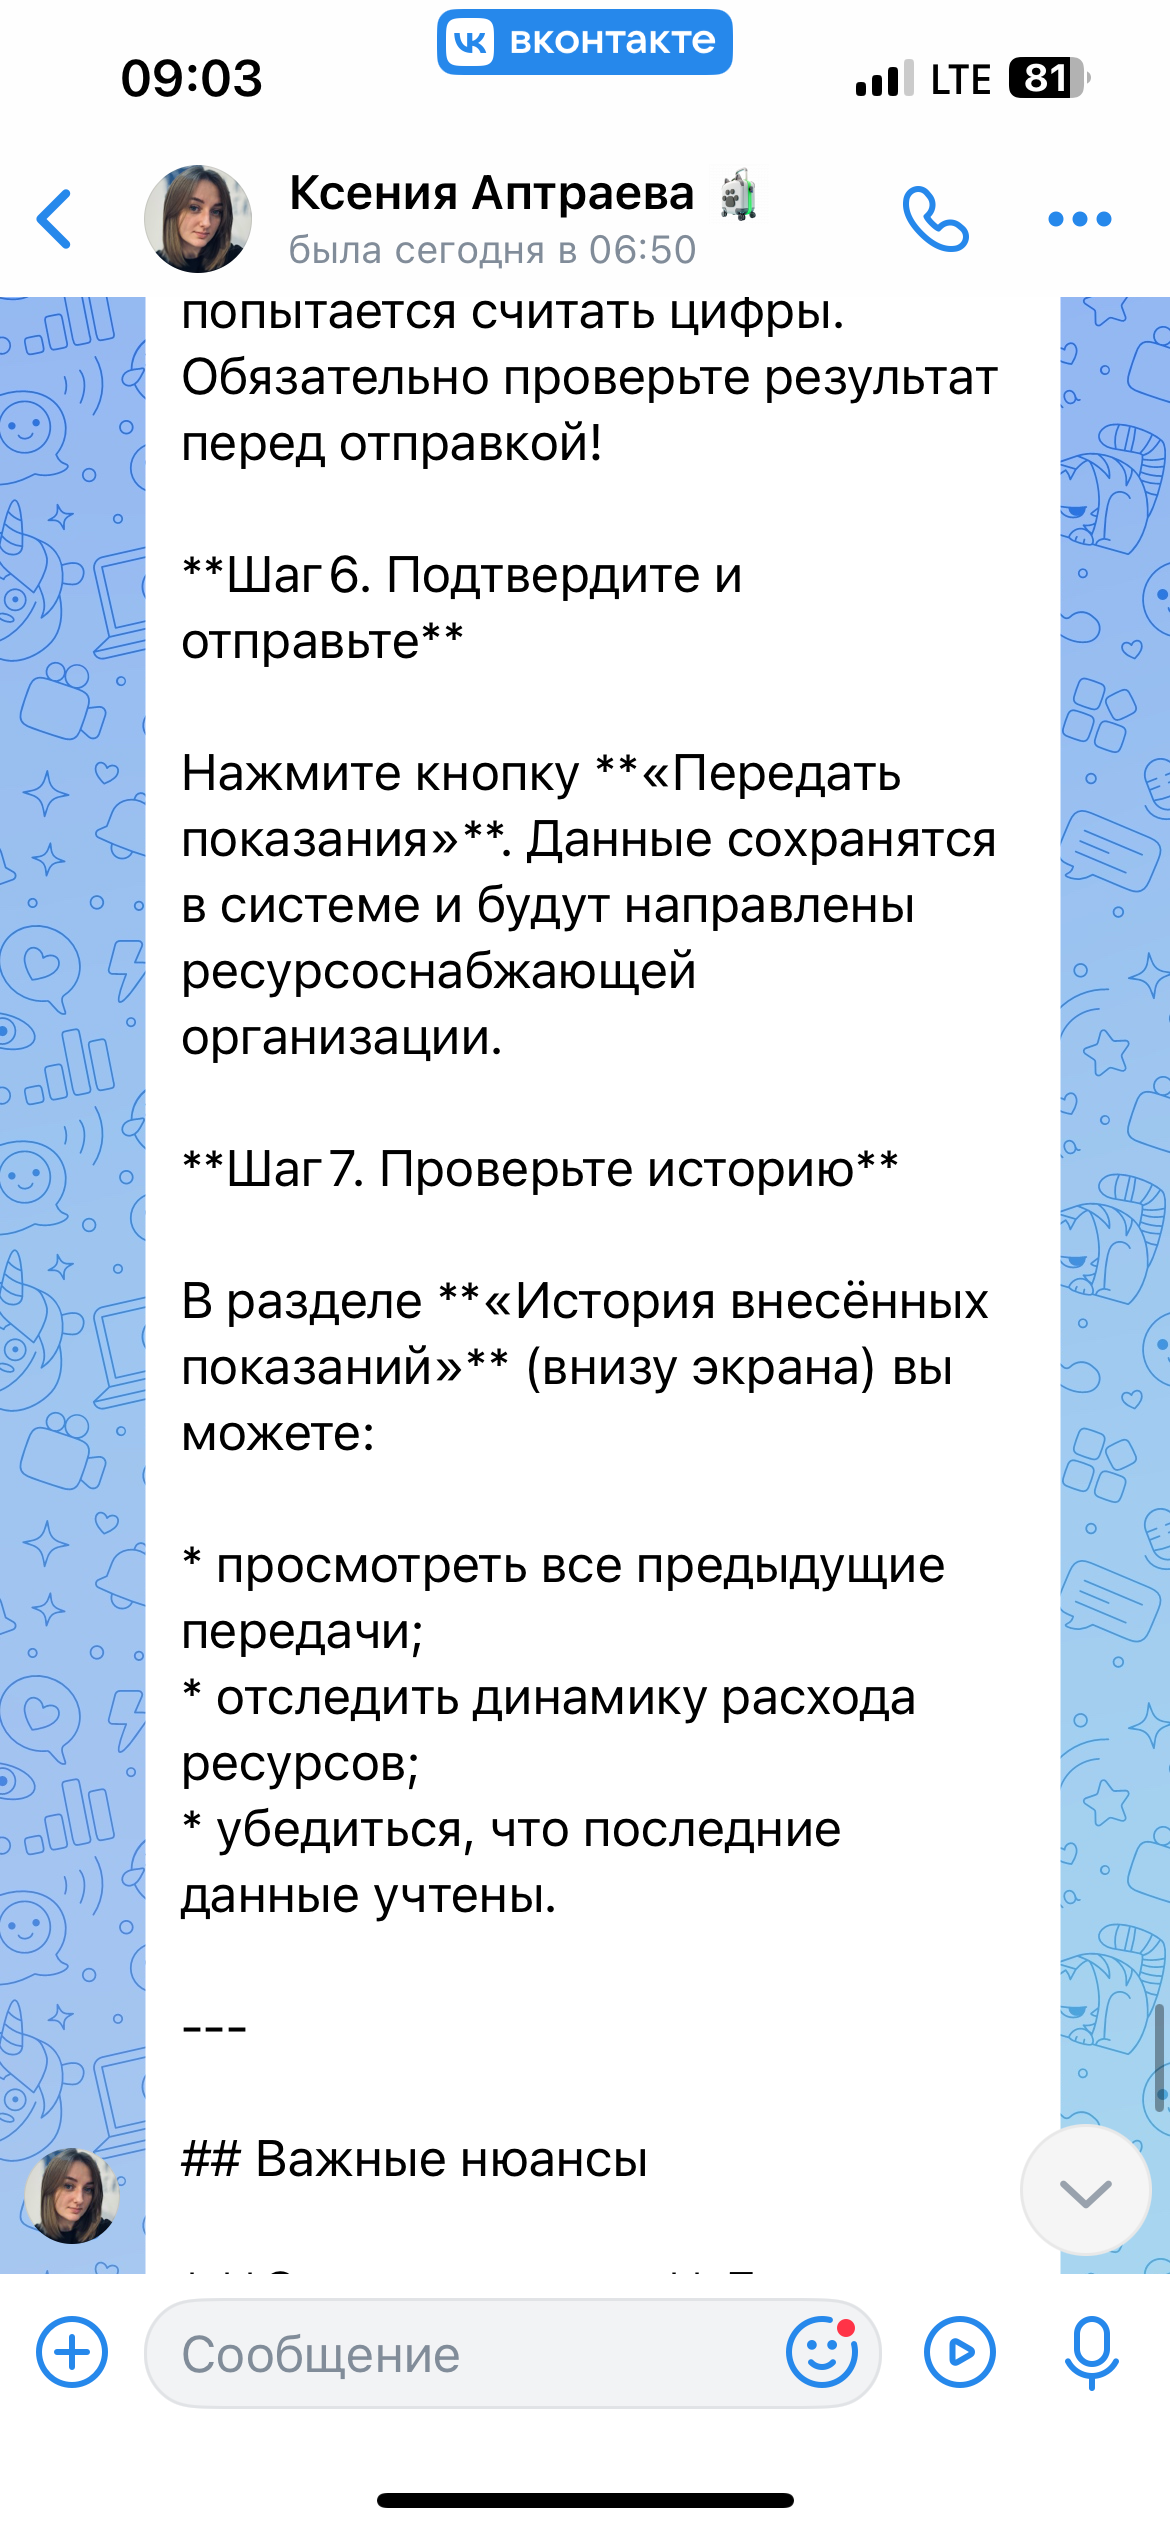 вконтакте
09:03
LTE
81
Ксения Аптраева
была сегодня в 06:50
попытается считать цифры.
Обязательно проверьте результат
перед отправкой!
**Шаг 6. Подтвердите и
отправьте**
Нажмите кнопку **«Передать
показания»**. Данные сохранятся
в системе и будут направлены
ресурсоснабжающей
организации.
**Шаг 7. Проверьте историю**
В разделе **«История внесённых
показаний»** (внизу экрана) вы
можете:
* просмотреть все предыдущие
передачи;
* отследить динамику расхода
ресурсов;
* убедиться, что последние
данные учтены.
---
## Важные нюансы
Сообщение